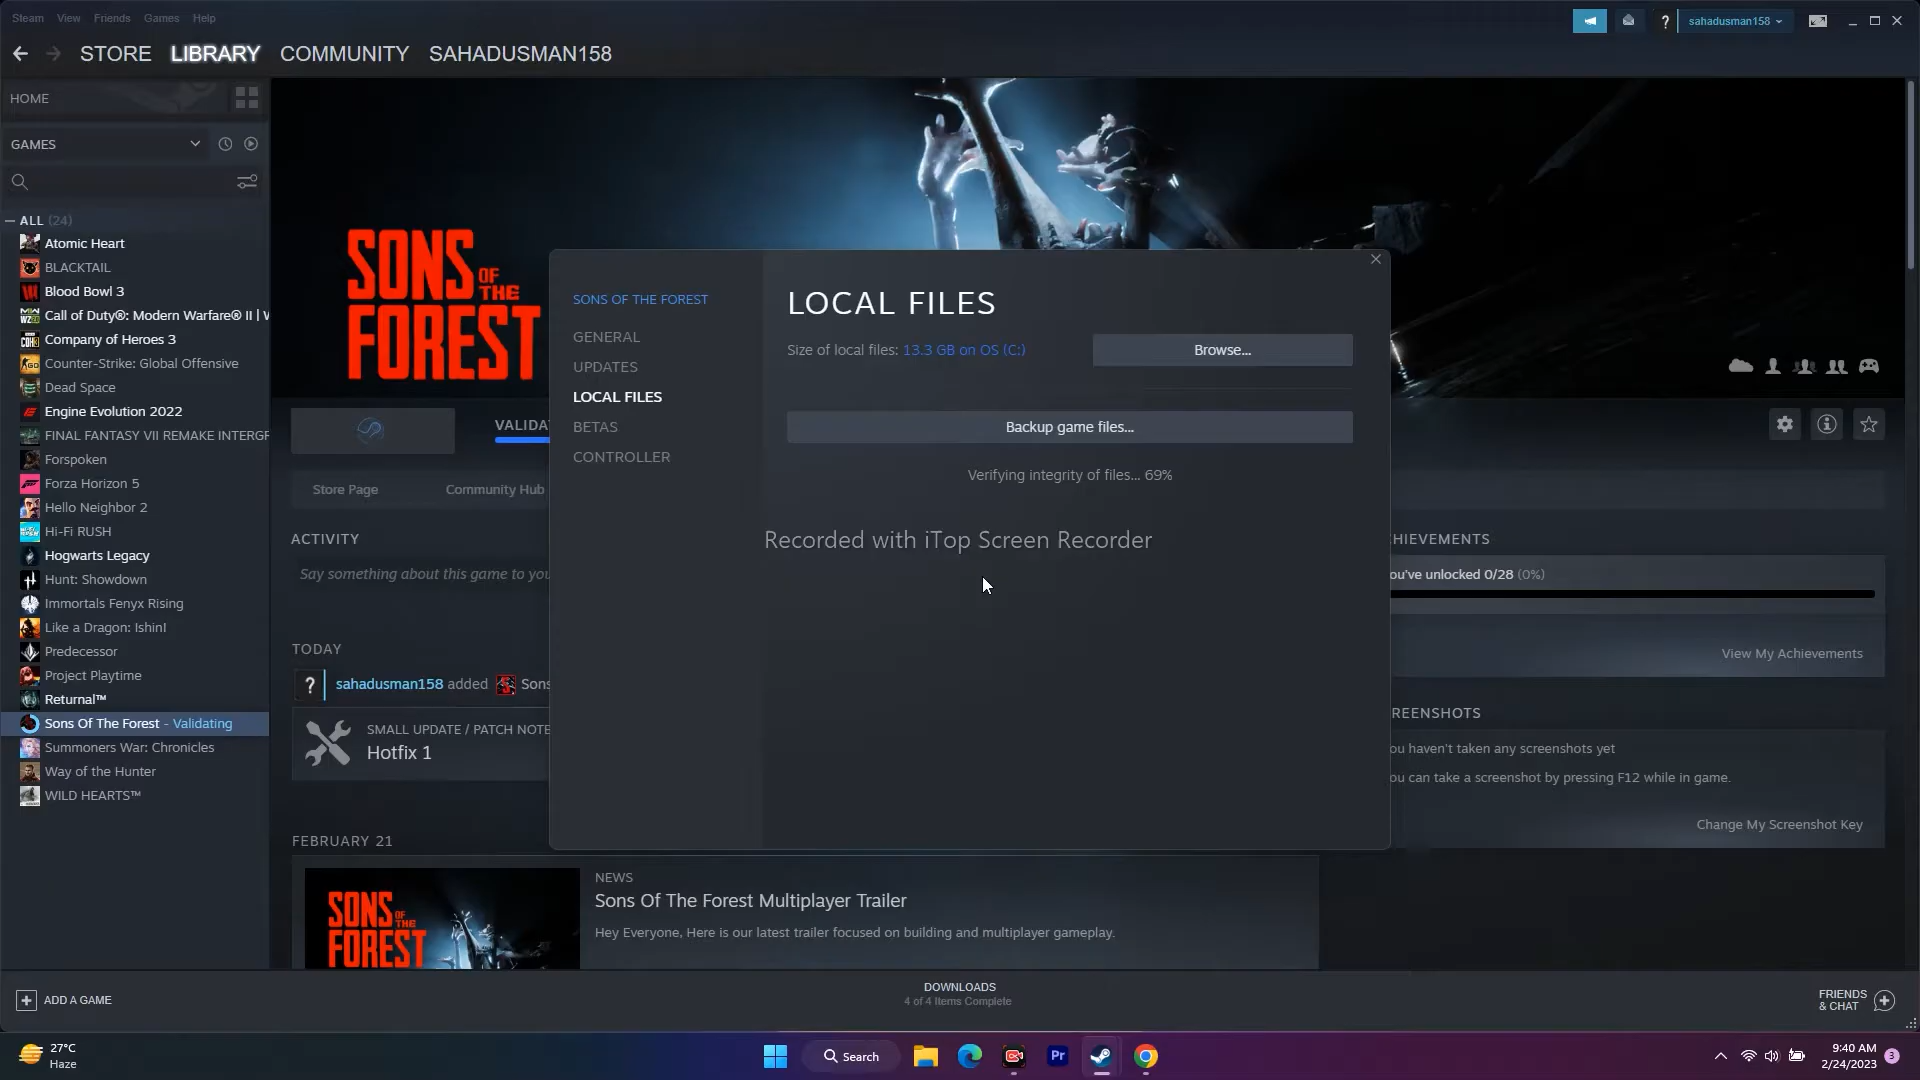 Steam View Friends Games Help
sahadusman158
STORE LIBRARY COMMUNITY SAHADUSMAN158
HOME
GAMES
ALL (24)
Atomic Heart
BLACKTAIL
Blood Bowl 3
Call of Duty®: Modern Warfare® II | W
Company of Heroes 3
Counter-Strike: Global Offensive
Dead Space
Engine Evolution 2022
FINAL FANTASY VII REMAKE INTERGR
Forspoken
Forza Horizon 5
Hello Neighbor 2
Hi-Fi RUSH
Hogwarts Legacy
Hunt: Showdown
Immortals Fenyx Rising
Like a Dragon: Ishin!
Predecessor
Project Playtime
Returnal™
Sons Of The Forest - Validating
Summoners War: Chronicles
Way of the Hunter
WILD HEARTS™
SONS OF THE FOREST
VALIDAT
Store Page Community Hub
ACTIVITY
Say something about this game to you
TODAY
sahadusman158 added Sons
SMALL UPDATE / PATCH NOTE
Hotfix 1
FEBRUARY 21
SONS OF THE FOREST
NEWS
Sons Of The Forest Multiplayer Trailer
Hey Everyone, Here is our latest trailer focused on building and multiplayer gameplay.
SONS OF THE FOREST
GENERAL
UPDATES
LOCAL FILES
BETAS
CONTROLLER
LOCAL FILES
Size of local files: 13.3 GB on OS (C:)
Browse...
Backup game files...
Verifying integrity of files... 69%
Recorded with iTop Screen Recorder
HIEVEMENTS
ou've unlocked 0/28 (0%)
View My Achievements
REENSHOTS
ou haven't taken any screenshots yet
ou can take a screenshot by pressing F12 while in game.
Change My Screenshot Key
ADD A GAME
DOWNLOADS
4 of 4 Items Complete
FRIENDS
& CHAT
27°C
Haze
Search
Pr
9:40 AM
2/24/2023
3